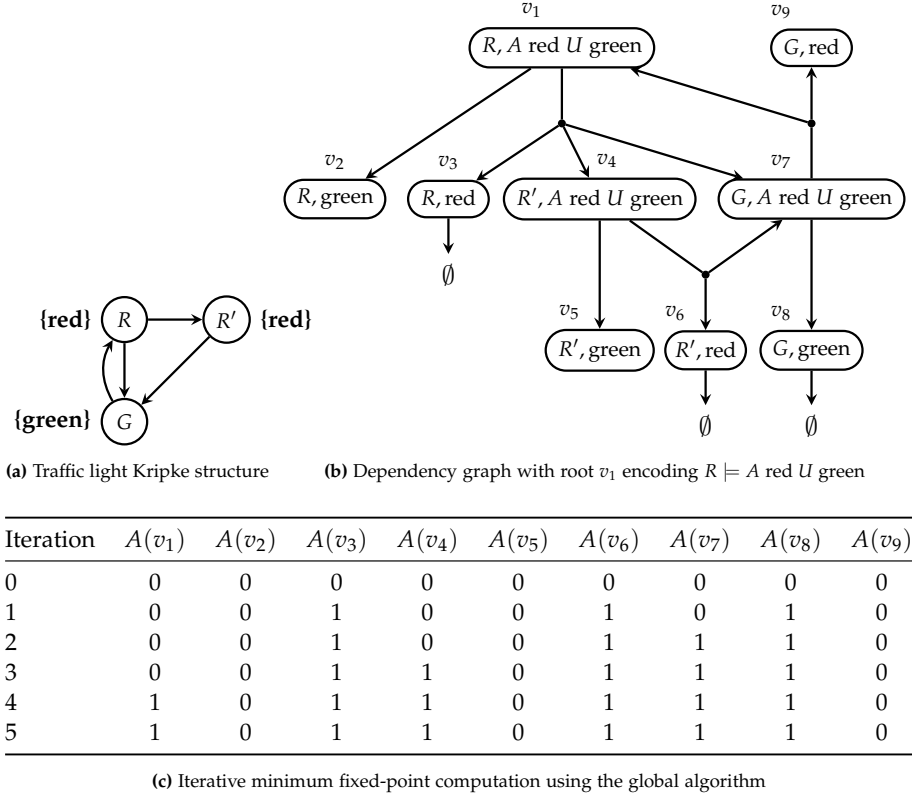 v₁
v₉
R, A red U green
G, red
v₂
v₃
v₄
v₇
R, green
R, red
R′, A red U green
G, A red U green
∅
{red} R R′ {red}
v₅
v₆
v₈
R′, green
R′, red
G, green
{green} G
∅
∅
(a) Traffic light Kripke structure
(b) Dependency graph with root v₁ encoding R ⊨ A red U green
Iteration A(v₁) A(v₂) A(v₃) A(v₄) A(v₅) A(v₆) A(v₇) A(v₈) A(v₉)
0 0 0 0 0 0 0 0 0 0
1 0 0 1 0 0 1 0 1 0
2 0 0 1 0 0 1 1 1 0
3 0 0 1 1 0 1 1 1 0
4 1 0 1 1 0 1 1 1 0
5 1 0 1 1 0 1 1 1 0
(c) Iterative minimum fixed-point computation using the global algorithm